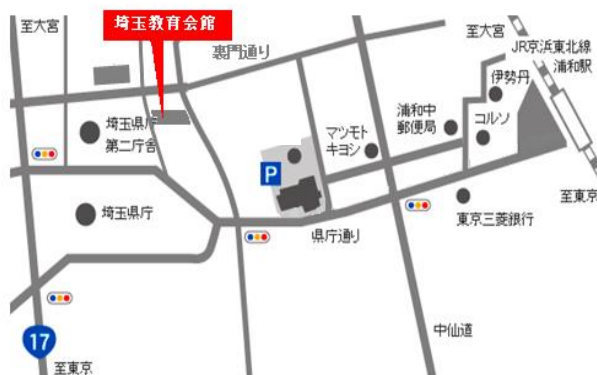 至大宮
埼玉教育会館
裏門通り
至大宮
JR京浜東北線
浦和駅
伊勢丹
コルソ
浦和中
郵便局
マツモト
キヨシ
埼玉県庁
第二庁舎
P
埼玉県庁
至東京
東京三菱銀行
県庁通り
中仙道
17
至東京